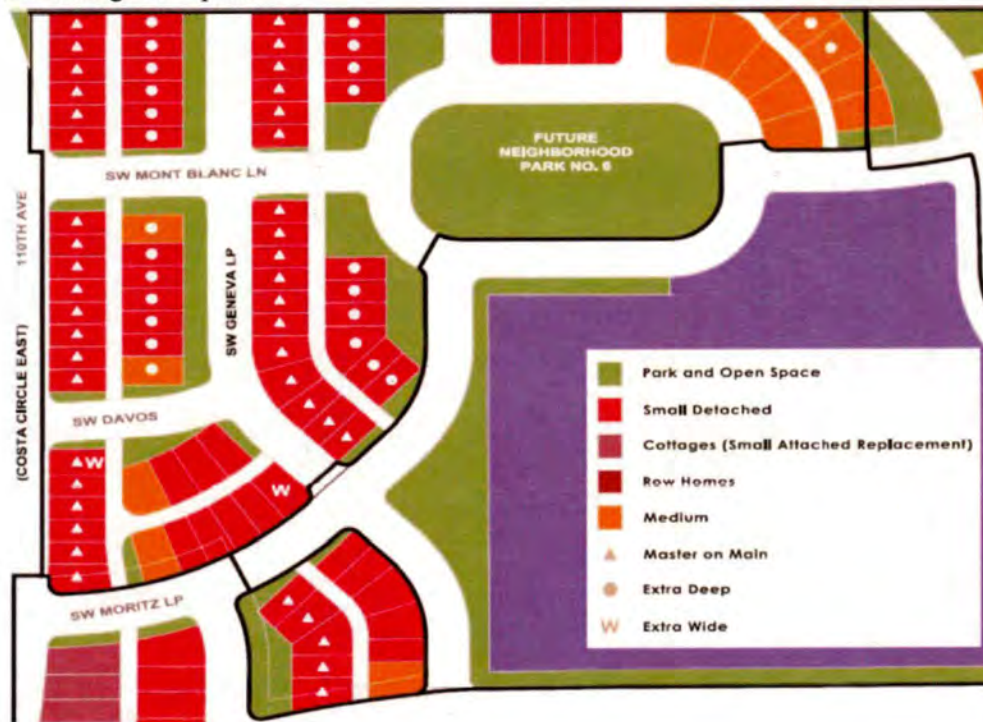 FUTURE
NEIGHBORHOOD
PARK NO. 6
SW MONT BLANC LN
110TH AVE
(COSTA CIRCLE EAST)
SW GENEVA LP
SW DAVOS
W
W
SW MORITZ LP
Park and Open Space
Small Detached
Cottages (Small Attached Replacement)
Row Homes
Medium
Master on Main
Extra Deep
W Extra Wide